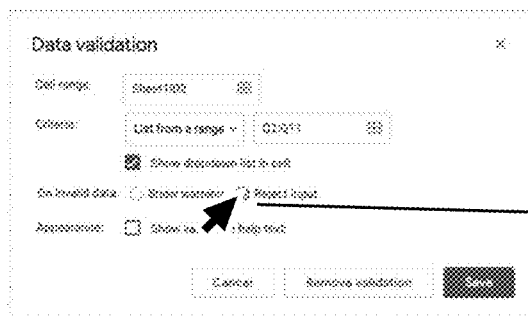 Data validation
Cell range:
Criteria: List from a range
Show dropdown list in cell
On invalid data: Show warning Reject input
Appearance: Show help text
Cancel Remove validation Save